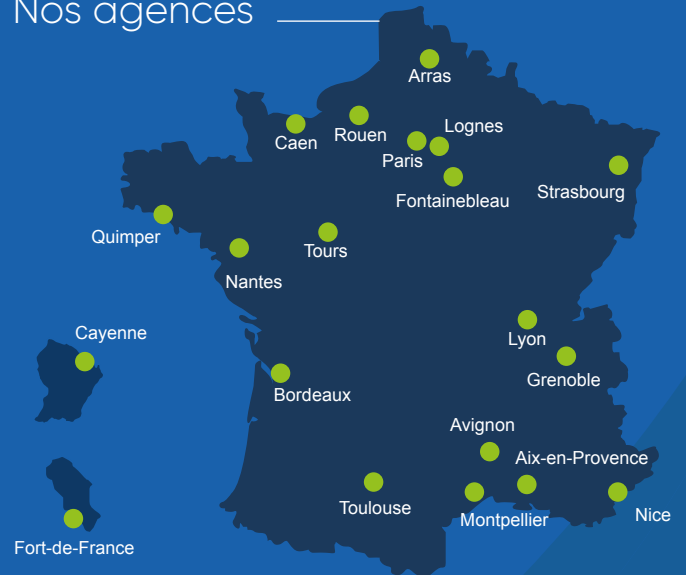 Nos agences
Arras
Lognes
Rouen
Caen
Paris
Strasbourg
Fontainebleau
Quimper
Tours
Nantes
Cayenne
Lyon
Grenoble
Bordeaux
Avignon
Aix-en-Provence
Toulouse
Montpellier
Nice
Fort-de-France